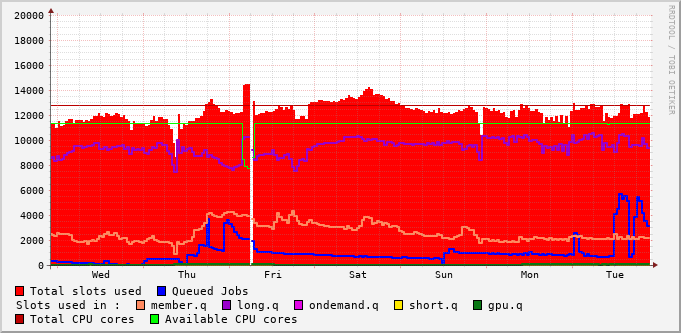 20000
18000
16000
14000
12000
10000
8000
6000
4000
2000
0
Wed Thu Fri Sat Sun Mon Tue
RRDTOOL / TOBI OETIKER
Total slots used Queued Jobs
Slots used in : member.q long.q ondemand.q short.q gpu.q
Total CPU cores Available CPU cores